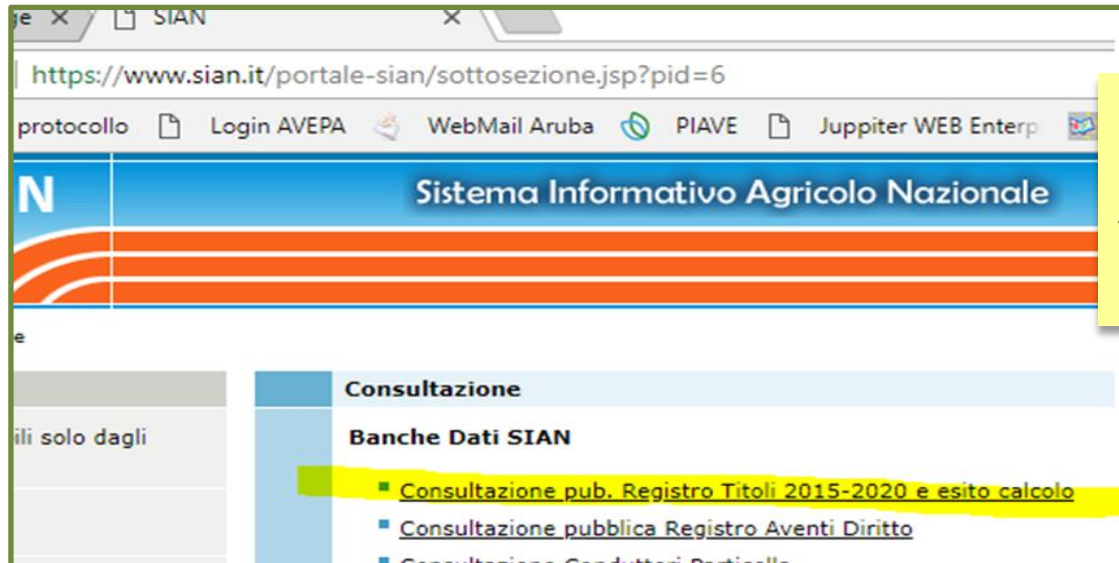 SIAN
https://www.sian.it/portale-sian/sottosezione.jsp?pid=6
protocollo Login AVEPA WebMail Aruba PIAVE Juppiter WEB Enterp
N Sistema Informativo Agricolo Nazionale
e
Consultazione
ili solo dagli
Banche Dati SIAN
Consultazione pub. Registro Titoli 2015-2020 e esito calcolo
Consultazione pubblica Registro Aventi Diritto